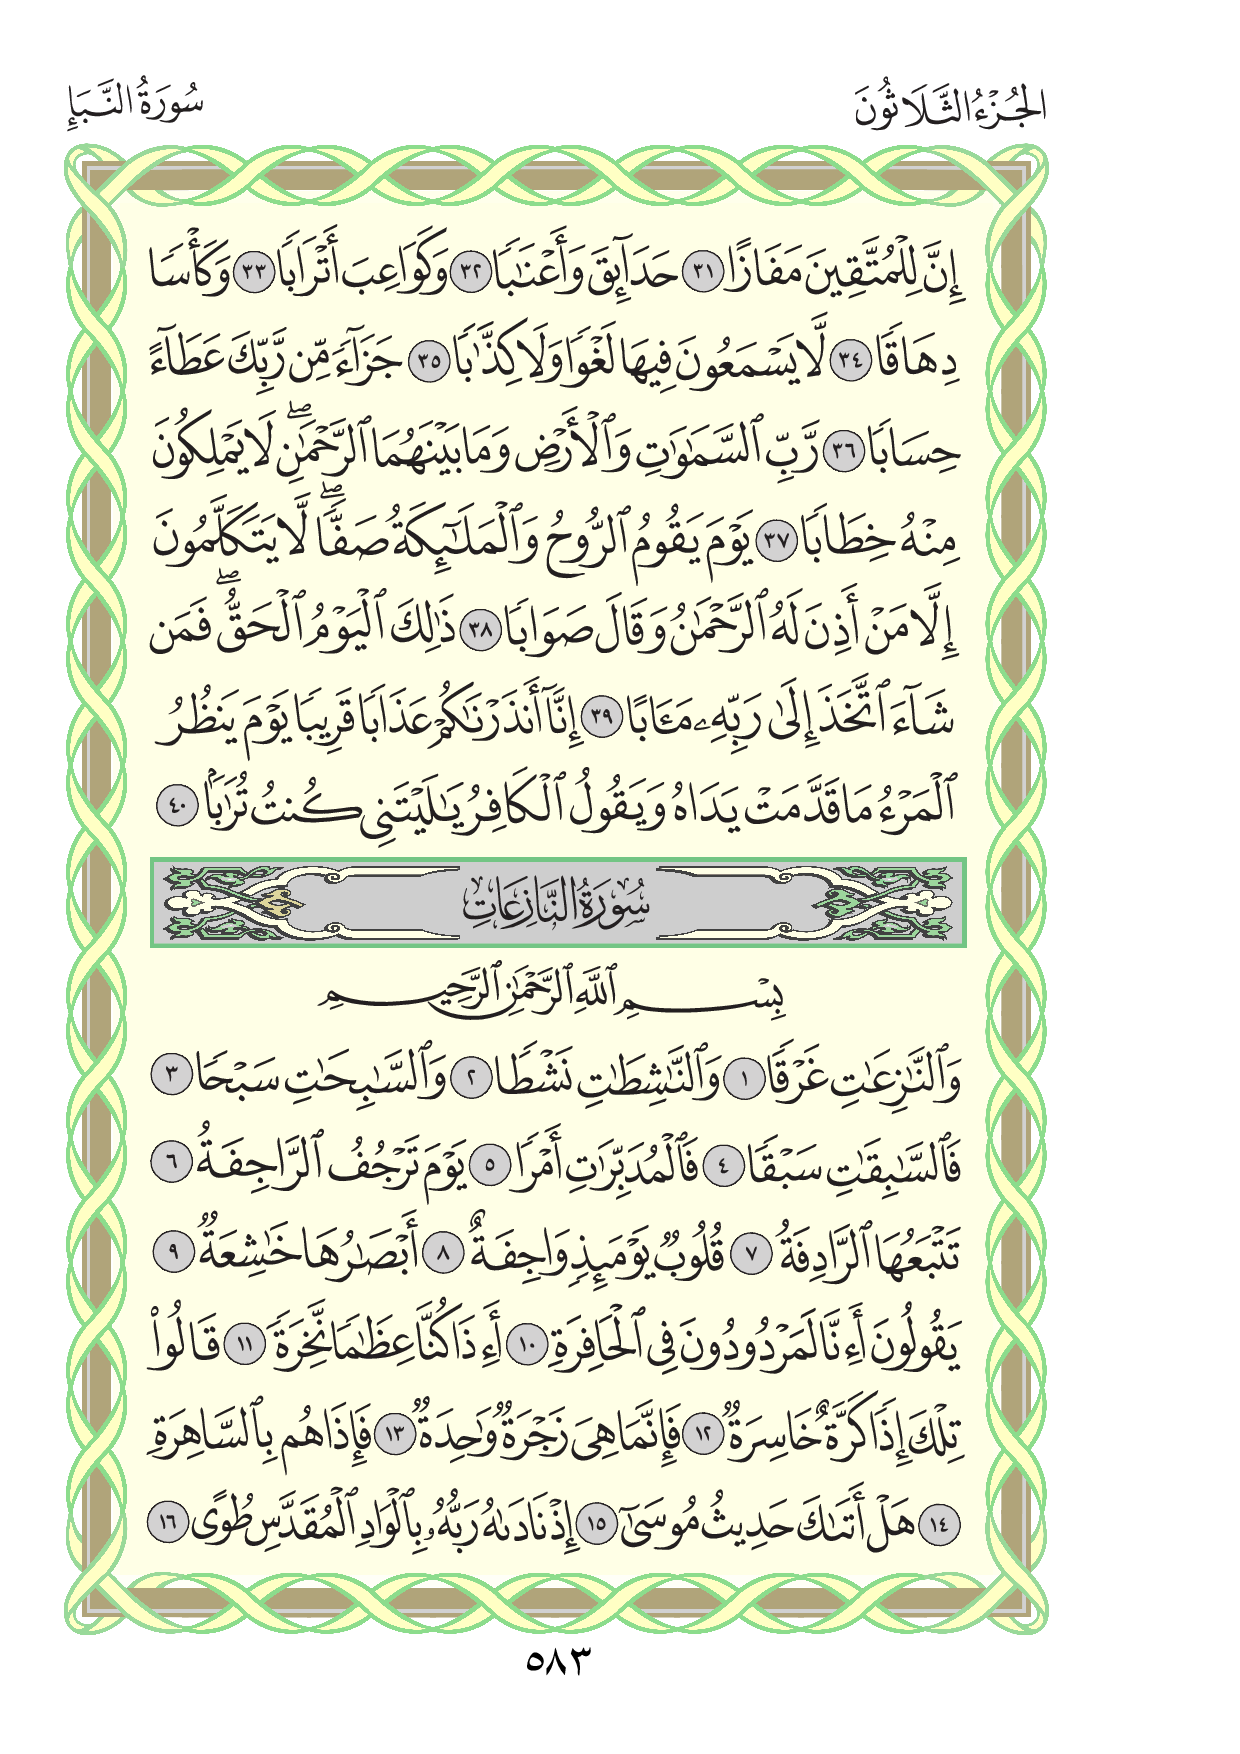 الجُزْءُ الثَّلَاثُونَ
سُورَةُ النَّبَإِ
إِنَّ لِلْمُتَّقِينَ مَفَازًا ٣١ حَدَآئِقَ وَأَعْنَٰبًا ٣٢ وَكَوَاعِبَ أَتْرَابًا ٣٣ وَكَأْسًا
دِهَاقًا ٣٤ لَّا يَسْمَعُونَ فِيهَا لَغْوًا وَلَا كِذَّٰبًا ٣٥ جَزَآءً مِّن رَّبِّكَ عَطَآءً
حِسَابًا ٣٦ رَّبِّ ٱلسَّمَٰوَٰتِ وَٱلْأَرْضِ وَمَا بَيْنَهُمَا ٱلرَّحْمَٰنِۖ لَا يَمْلِكُونَ
مِنْهُ خِطَابًا ٣٧ يَوْمَ يَقُومُ ٱلرُّوحُ وَٱلْمَلَٰٓئِكَةُ صَفًّاۖ لَّا يَتَكَلَّمُونَ
إِلَّا مَنْ أَذِنَ لَهُ ٱلرَّحْمَٰنُ وَقَالَ صَوَابًا ٣٨ ذَٰلِكَ ٱلْيَوْمُ ٱلْحَقُّۖ فَمَن
شَآءَ ٱتَّخَذَ إِلَىٰ رَبِّهِۦ مَـَٔابًا ٣٩ إِنَّآ أَنذَرْنَٰكُمْ عَذَابًا قَرِيبًا يَوْمَ يَنظُرُ
ٱلْمَرْءُ مَا قَدَّمَتْ يَدَاهُ وَيَقُولُ ٱلْكَافِرُ يَٰلَيْتَنِى كُنتُ تُرَٰبًۢا ٤٠
سُورَةُ النَّازِعَاتِ
بِسْمِ ٱللَّهِ ٱلرَّحْمَٰنِ ٱلرَّحِيمِ
وَٱلنَّٰزِعَٰتِ غَرْقًا ١ وَٱلنَّٰشِطَٰتِ نَشْطًا ٢ وَٱلسَّٰبِحَٰتِ سَبْحًا ٣
فَٱلسَّٰبِقَٰتِ سَبْقًا ٤ فَٱلْمُدَبِّرَٰتِ أَمْرًا ٥ يَوْمَ تَرْجُفُ ٱلرَّاجِفَةُ ٦
تَتْبَعُهَا ٱلرَّادِفَةُ ٧ قُلُوبٌ يَوْمَئِذٍ وَاجِفَةٌ ٨ أَبْصَٰرُهَا خَٰشِعَةٌ ٩
يَقُولُونَ أَءِنَّا لَمَرْدُودُونَ فِى ٱلْحَافِرَةِ ١٠ أَءِذَا كُنَّا عِظَٰمًا نَّخِرَةً ١١ قَالُوا۟
تِلْكَ إِذًا كَرَّةٌ خَاسِرَةٌ ١٢ فَإِنَّمَا هِىَ زَجْرَةٌ وَٰحِدَةٌ ١٣ فَإِذَا هُم بِٱلسَّاهِرَةِ
١٤ هَلْ أَتَىٰكَ حَدِيثُ مُوسَىٰٓ ١٥ إِذْ نَادَىٰهُ رَبُّهُۥ بِٱلْوَادِ ٱلْمُقَدَّسِ طُوًى ١٦
٥٨٣